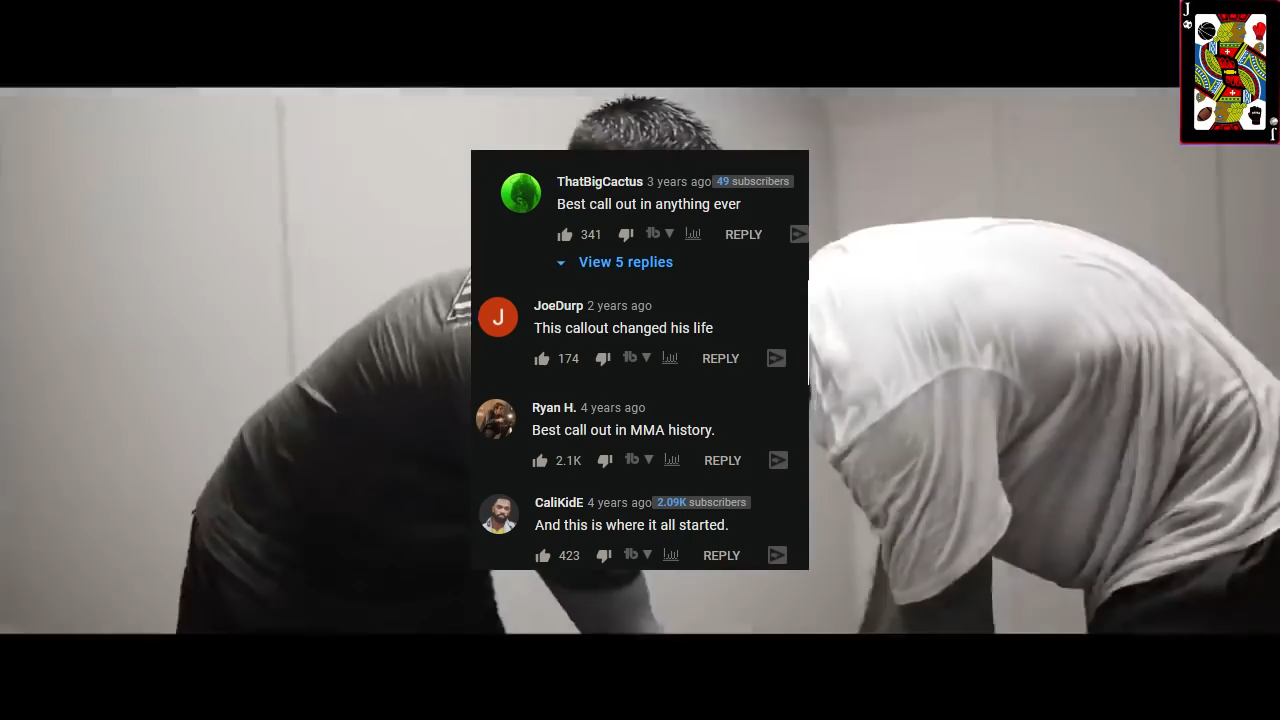 J
ThatBigCactus 3 years ago 49 subscribers
Best call out in anything ever
341 REPLY
View 5 replies
J JoeDurp 2 years ago
This callout changed his life
174 REPLY
Ryan H. 4 years ago
Best call out in MMA history.
2.1K REPLY
CaliKidE 4 years ago 2.09K subscribers
And this is where it all started.
423 REPLY
J